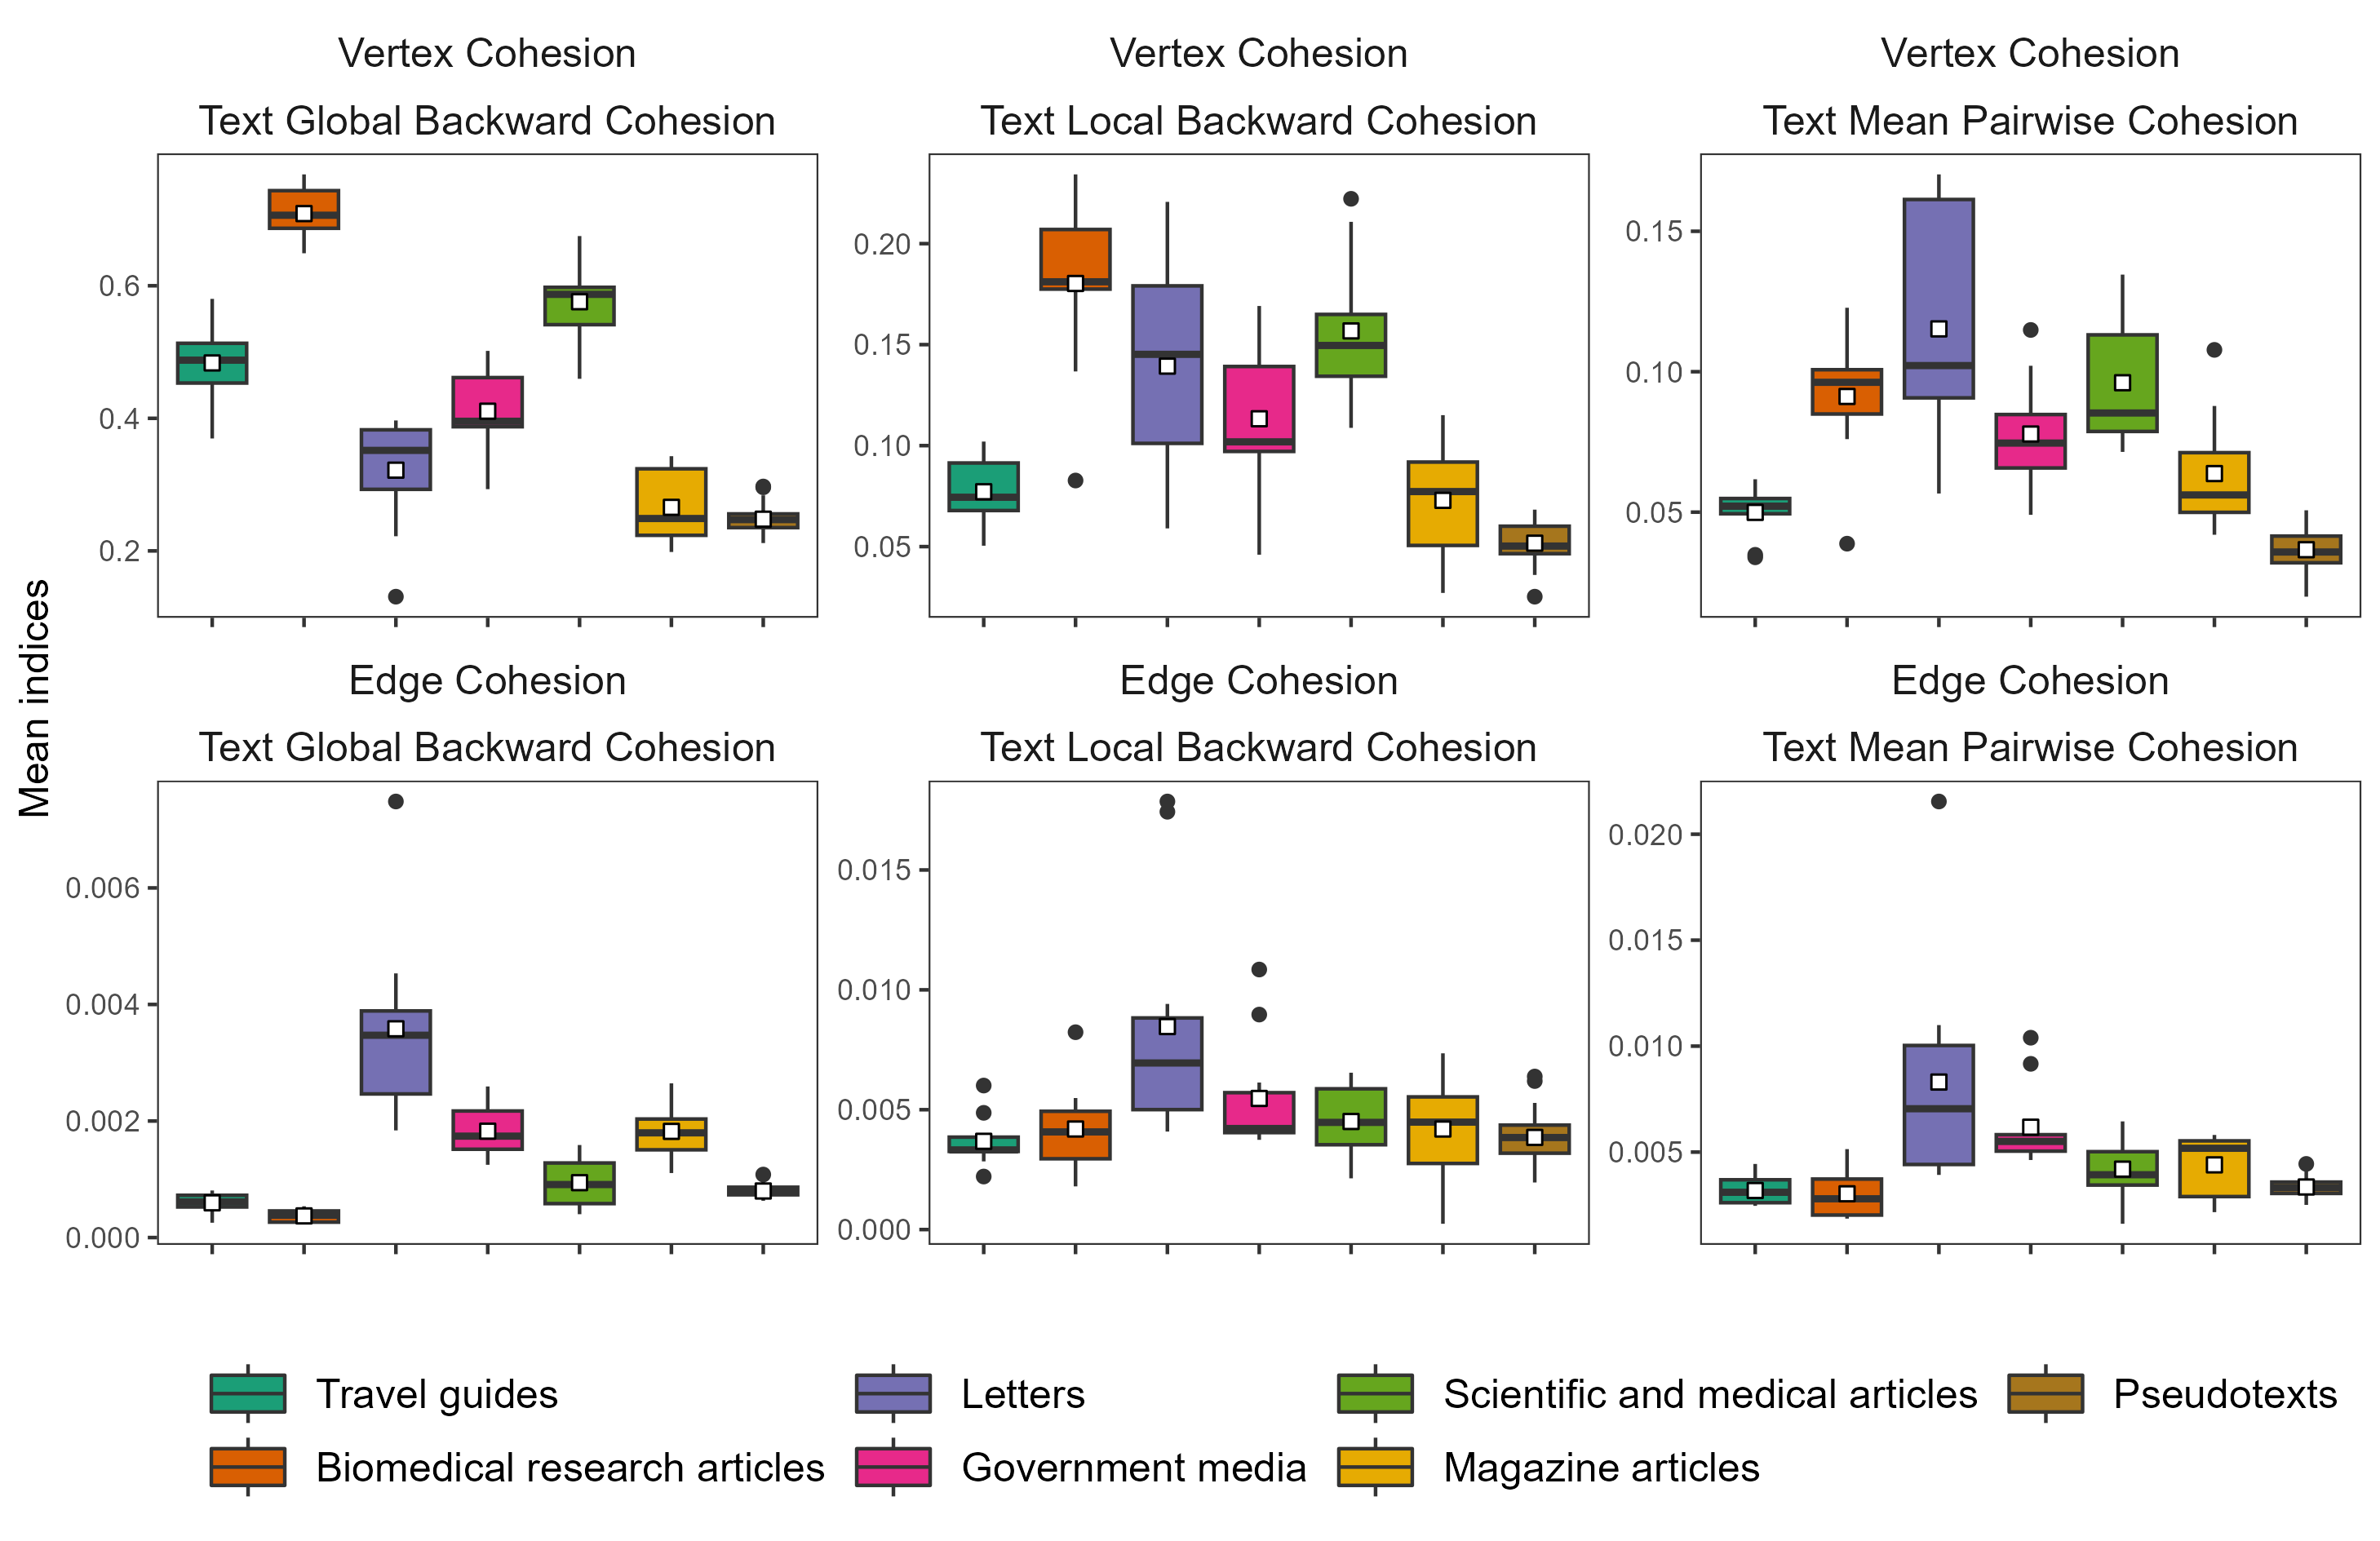 Vertex Cohesion
Text Global Backward Cohesion
Vertex Cohesion
Text Local Backward Cohesion
Vertex Cohesion
Text Mean Pairwise Cohesion
0.6
0.4
0.2
0.20
0.15
0.10
0.05
0.15
0.10
0.05
Mean indices
Edge Cohesion
Text Global Backward Cohesion
Edge Cohesion
Text Local Backward Cohesion
Edge Cohesion
Text Mean Pairwise Cohesion
0.006
0.004
0.002
0.000
0.015
0.010
0.005
0.000
0.020
0.015
0.010
0.005
Travel guides
Letters
Scientific and medical articles
Pseudotexts
Biomedical research articles
Government media
Magazine articles